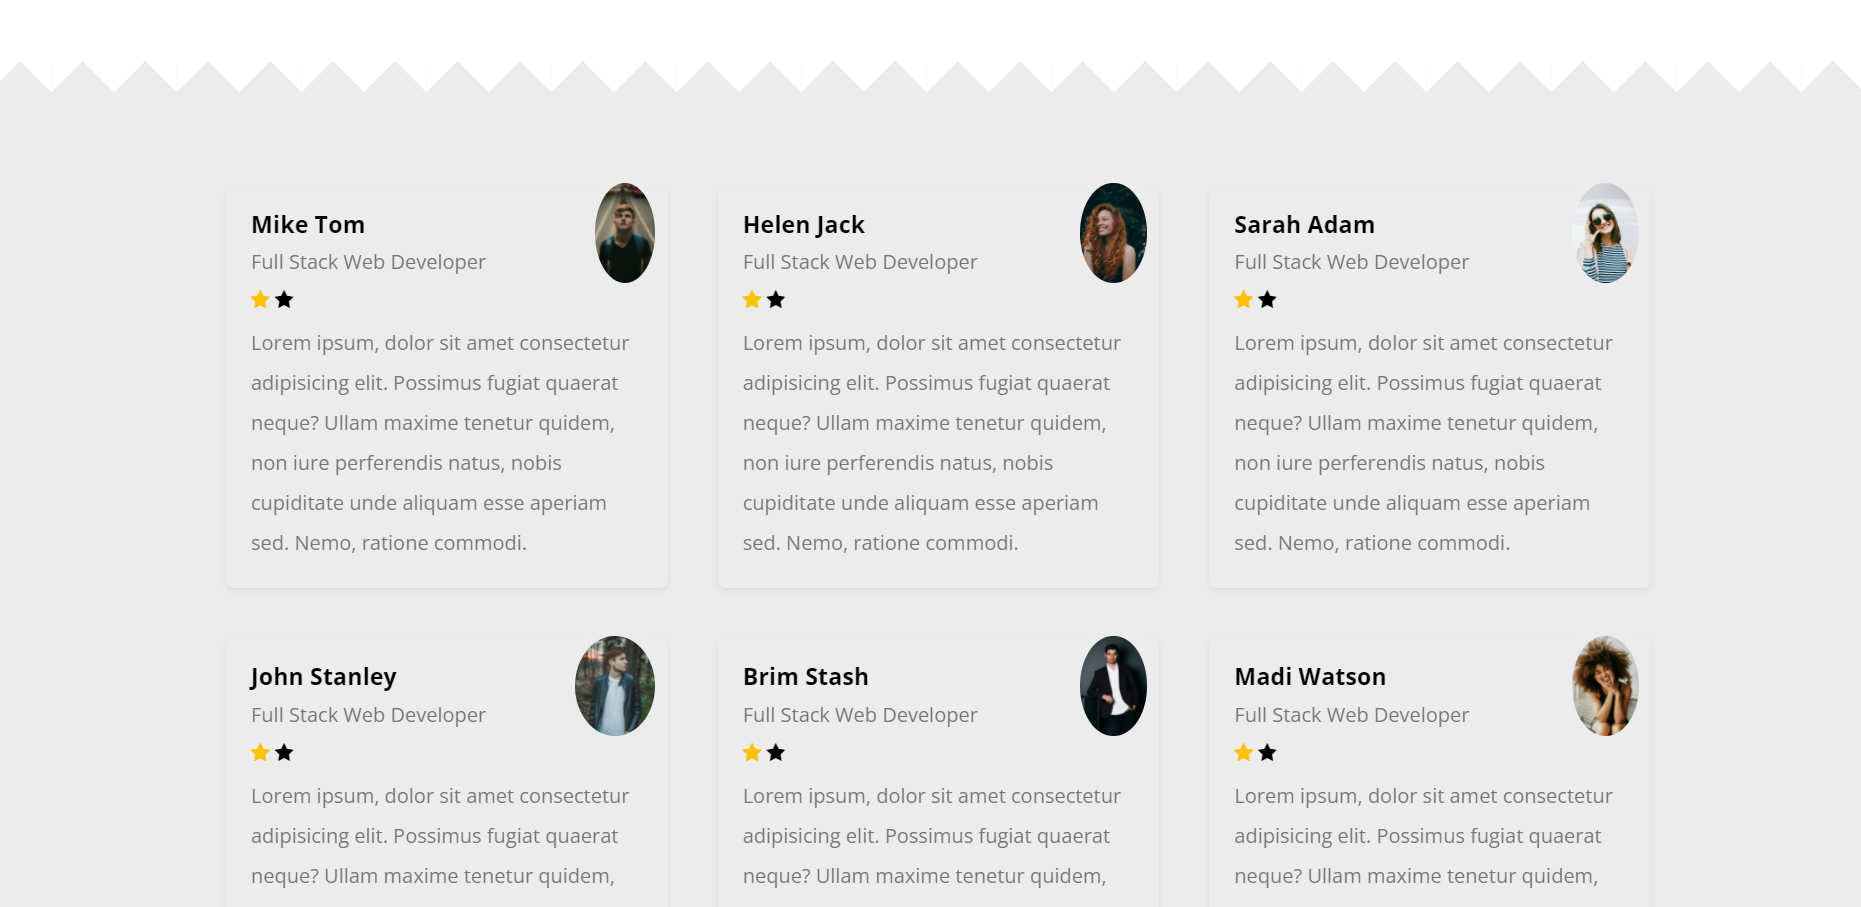 Mike Tom
Full Stack Web Developer
Lorem ipsum, dolor sit amet consectetur
adipisicing elit. Possimus fugiat quaerat
neque? Ullam maxime tenetur quidem,
non iure perferendis natus, nobis
cupiditate unde aliquam esse aperiam
sed. Nemo, ratione commodi.
Helen Jack
Full Stack Web Developer
Lorem ipsum, dolor sit amet consectetur
adipisicing elit. Possimus fugiat quaerat
neque? Ullam maxime tenetur quidem,
non iure perferendis natus, nobis
cupiditate unde aliquam esse aperiam
sed. Nemo, ratione commodi.
Sarah Adam
Full Stack Web Developer
Lorem ipsum, dolor sit amet consectetur
adipisicing elit. Possimus fugiat quaerat
neque? Ullam maxime tenetur quidem,
non iure perferendis natus, nobis
cupiditate unde aliquam esse aperiam
sed. Nemo, ratione commodi.
John Stanley
Full Stack Web Developer
Lorem ipsum, dolor sit amet consectetur
adipisicing elit. Possimus fugiat quaerat
neque? Ullam maxime tenetur quidem,
Brim Stash
Full Stack Web Developer
Lorem ipsum, dolor sit amet consectetur
adipisicing elit. Possimus fugiat quaerat
neque? Ullam maxime tenetur quidem,
Madi Watson
Full Stack Web Developer
Lorem ipsum, dolor sit amet consectetur
adipisicing elit. Possimus fugiat quaerat
neque? Ullam maxime tenetur quidem,